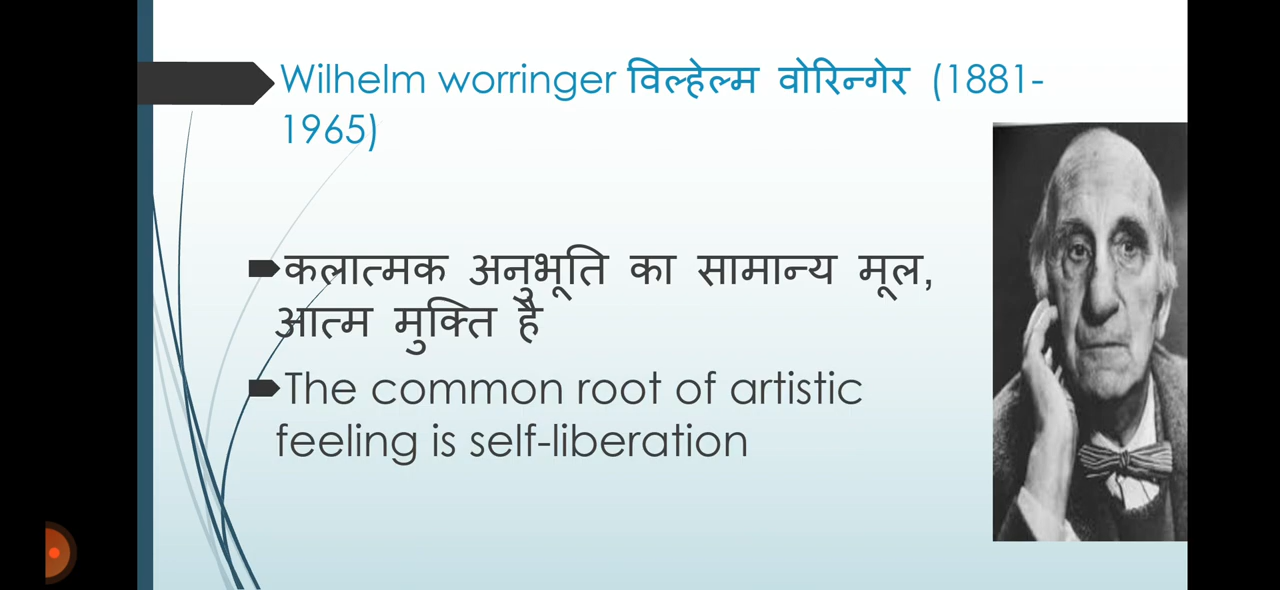 Wilhelm worringer विल्हेल्म वोरिन्गेर (1881-
1965)
कलात्मक अनुभूति का सामान्य मूल,
आत्म मुक्ति है
The common root of artistic
feeling is self-liberation